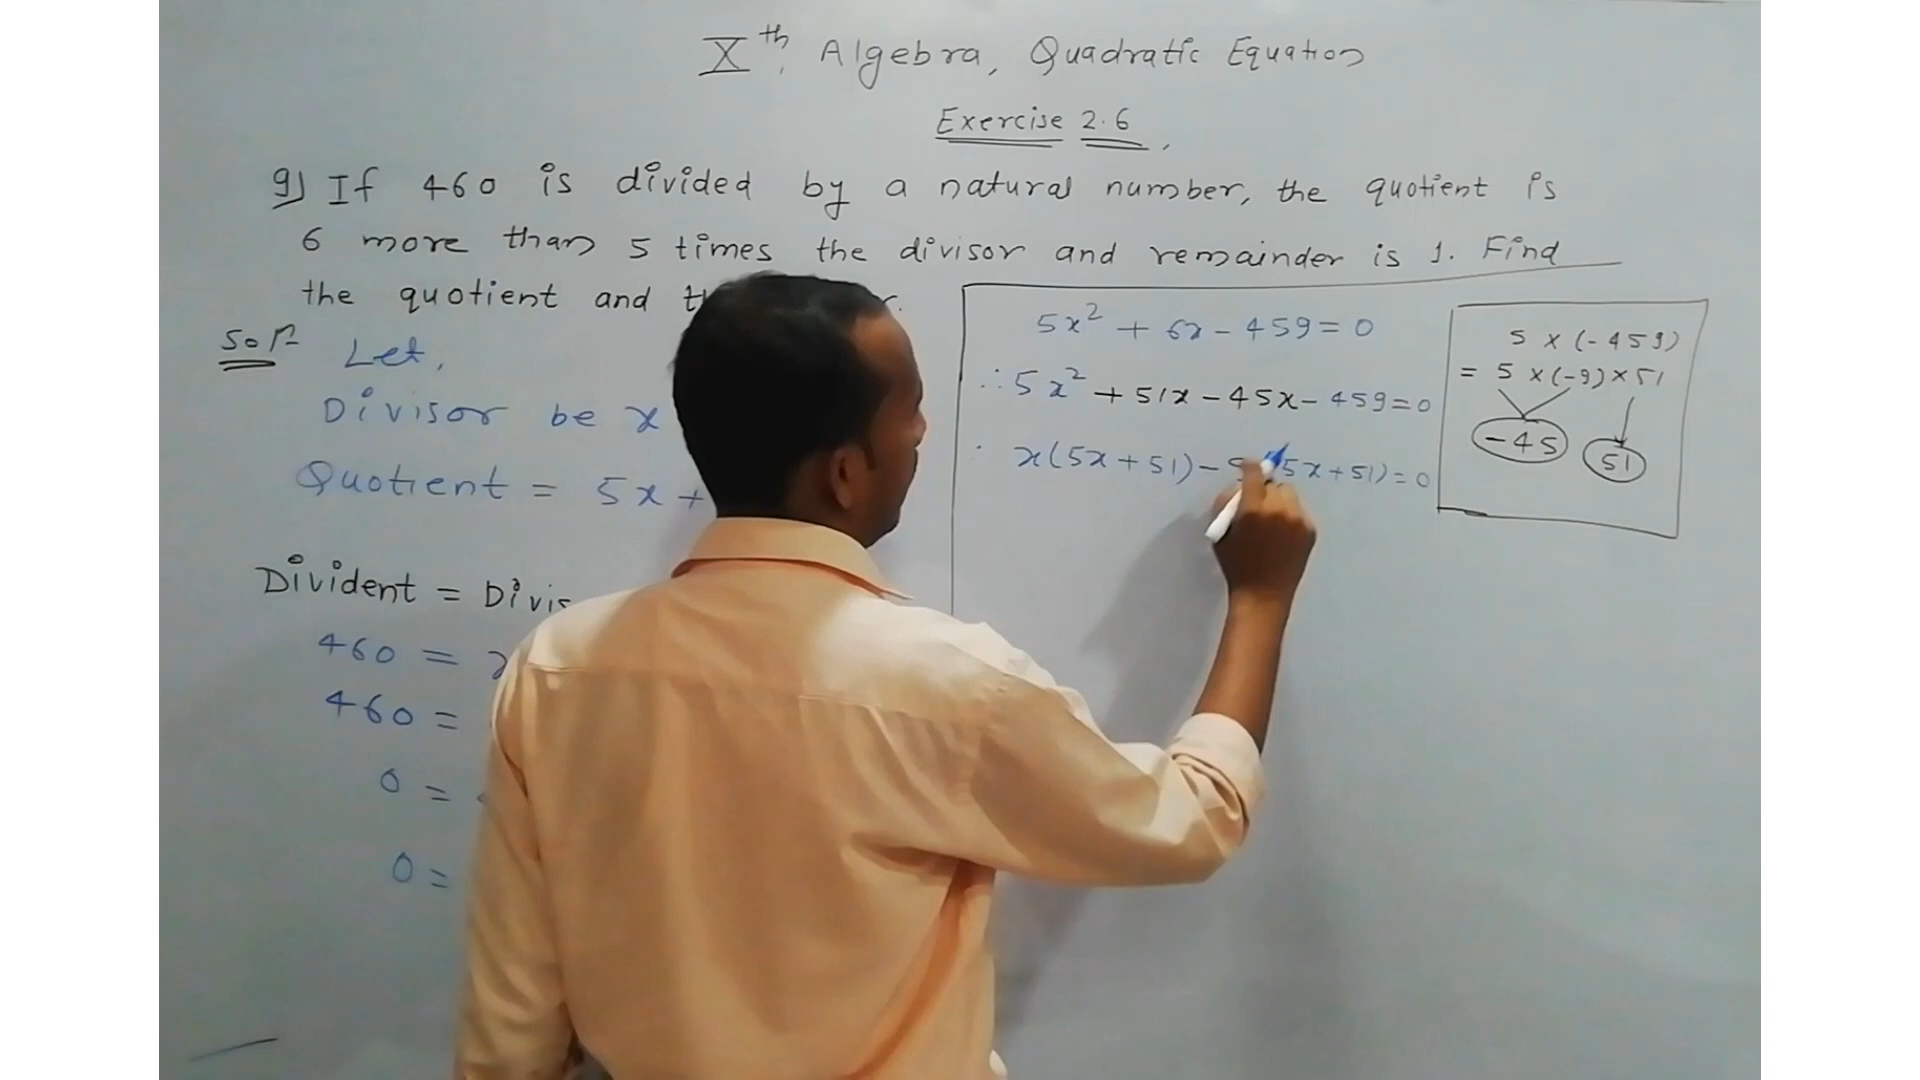 Xth, Algebra, Quadratic Equation
Exercise 2.6
9) If 460 is divided by a natural number, the quotient is
6 more than 5 times the divisor and remainder is 1. Find
the quotient and
Solⁿ Let,
Divisor be x
Quotient = 5x +
Divident =
460 =
460 =
0 =
0 =
5x² + 6x - 459 = 0
∴ 5x² + 51x - 45x - 459 = 0
x(5x + 51) - (5x + 51) = 0
5 x (-459)
= 5 x (-9) x 51
-45 51